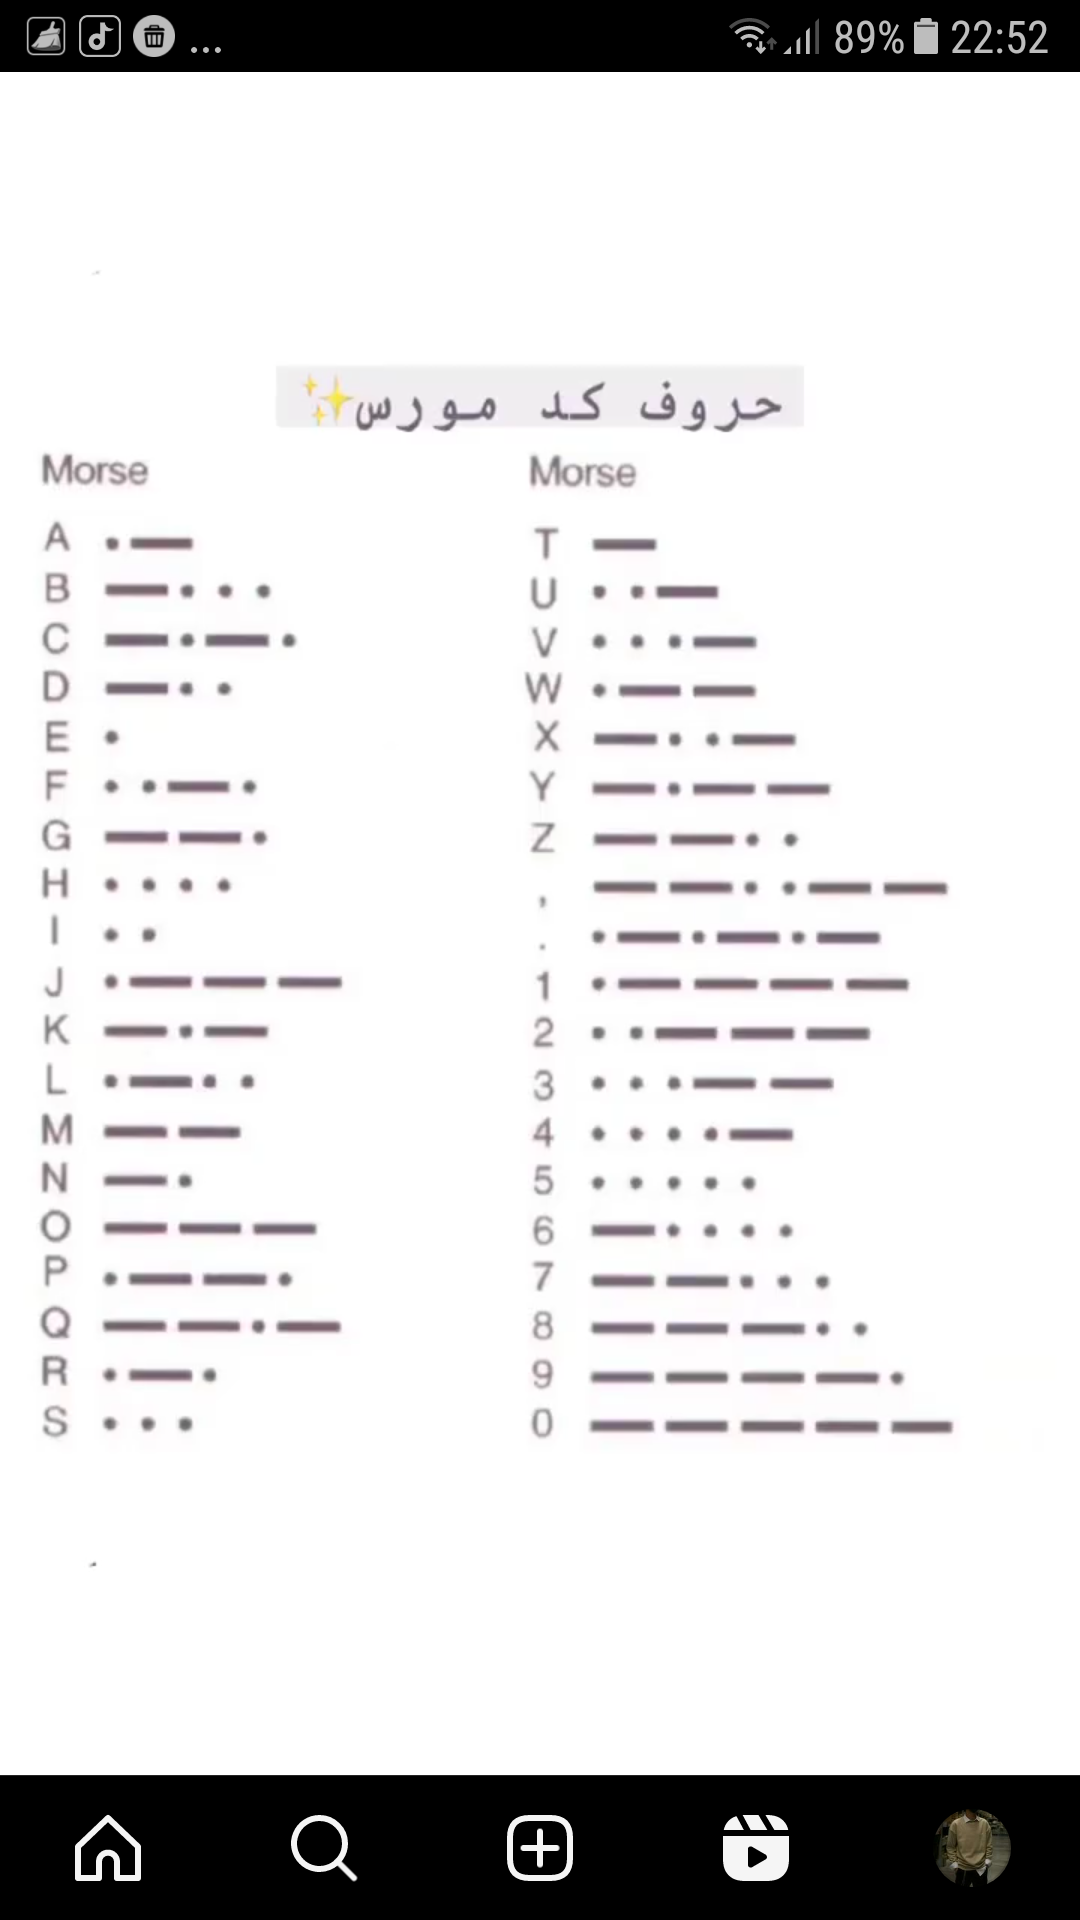 ... 89% 22:52
حروف کد مورس✨
Morse
A . —
B — . . .
C — . — .
D — . .
E .
F . . — .
G — — .
H . . . .
I . .
J . — — —
K — . —
L . — . .
M — —
N — .
O — — —
P . — — .
Q — — . —
R . — .
S . . .
Morse
T —
U . . —
V . . . —
W . — —
X — . . —
Y — . — —
Z — — . .
, — — . . — —
. . — . — . —
1 . — — — —
2 . . — — —
3 . . . — —
4 . . . . —
5 . . . . .
6 — . . . .
7 — — . . .
8 — — — . .
9 — — — — .
0 — — — — —